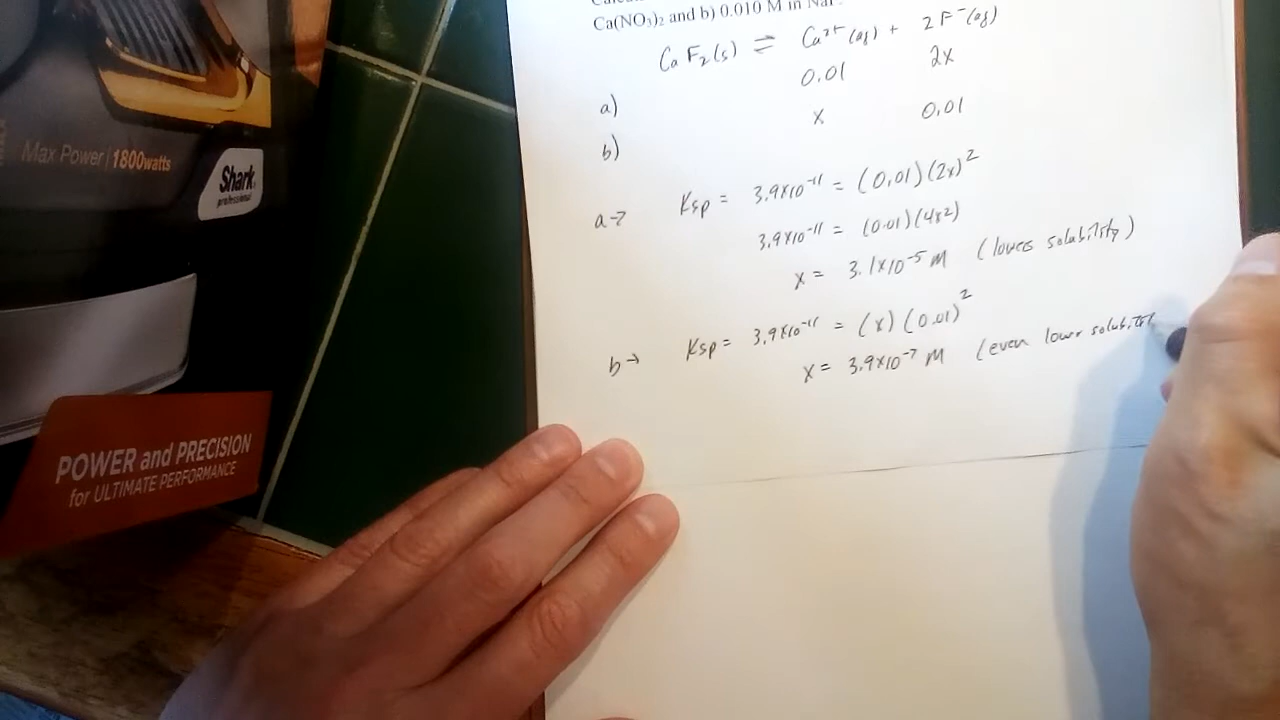 Ca(NO₃)₂ and b) 0.010 M in NaF.
CaF₂(s) ⇌ Ca²⁺(aq) + 2F⁻(aq)
a) 0.01 2x
b) x 0.01
a→ Ksp = 3.9x10⁻¹¹ = (0.01)(2x)²
3.9x10⁻¹¹ = (0.01)(4x2)
x = 3.1x10⁻⁵ M (lower solubility)
b→ Ksp = 3.9x10⁻¹¹ = (x)(0.01)²
x = 3.9x10⁻⁷ M (even lower solubility
Max Power | 1800watts
Shark
professional
POWER and PRECISION
for ULTIMATE PERFORMANCE